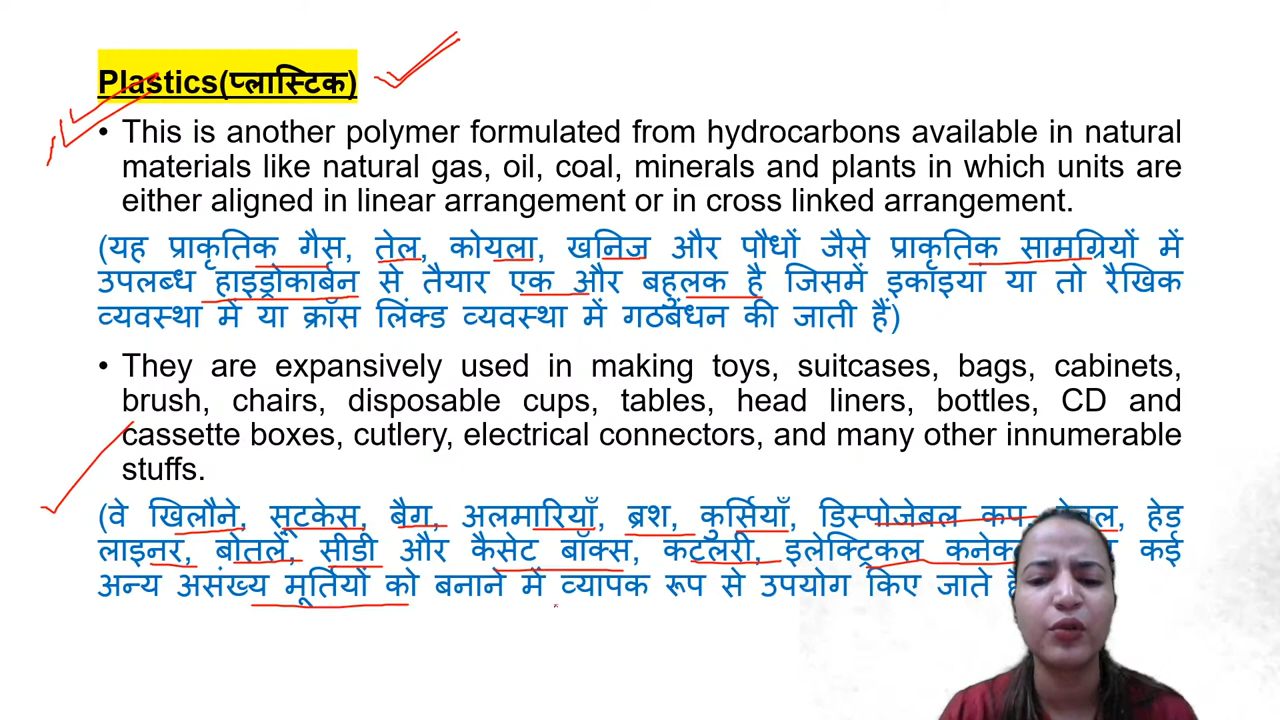 Plastics(प्लास्टिक)
• This is another polymer formulated from hydrocarbons available in natural
materials like natural gas, oil, coal, minerals and plants in which units are
either aligned in linear arrangement or in cross linked arrangement.
(यह प्राकृतिक गैस, तेल, कोयला, खनिज और पौधों जैसे प्राकृतिक सामग्रियों में
उपलब्ध हाइड्रोकार्बन से तैयार एक और बहुलक है जिसमें इकाइयां या तो रैखिक
व्यवस्था में या क्रॉस लिंक्ड व्यवस्था में गठबंधन की जाती हैं)
• They are expansively used in making toys, suitcases, bags, cabinets,
brush, chairs, disposable cups, tables, head liners, bottles, CD and
cassette boxes, cutlery, electrical connectors, and many other innumerable
stuffs.
(वे खिलौने, सूटकेस, बैग, अलमारियाँ, ब्रश, कुर्सियाँ, डिस्पोजेबल कप, हेड
लाइनर, बोतलें, सीडी और कैसेट बॉक्स, कटलरी, इलेक्ट्रिकल कई
अन्य असंख्य मूर्तियों को बनाने में व्यापक रूप से उपयोग किए जाते